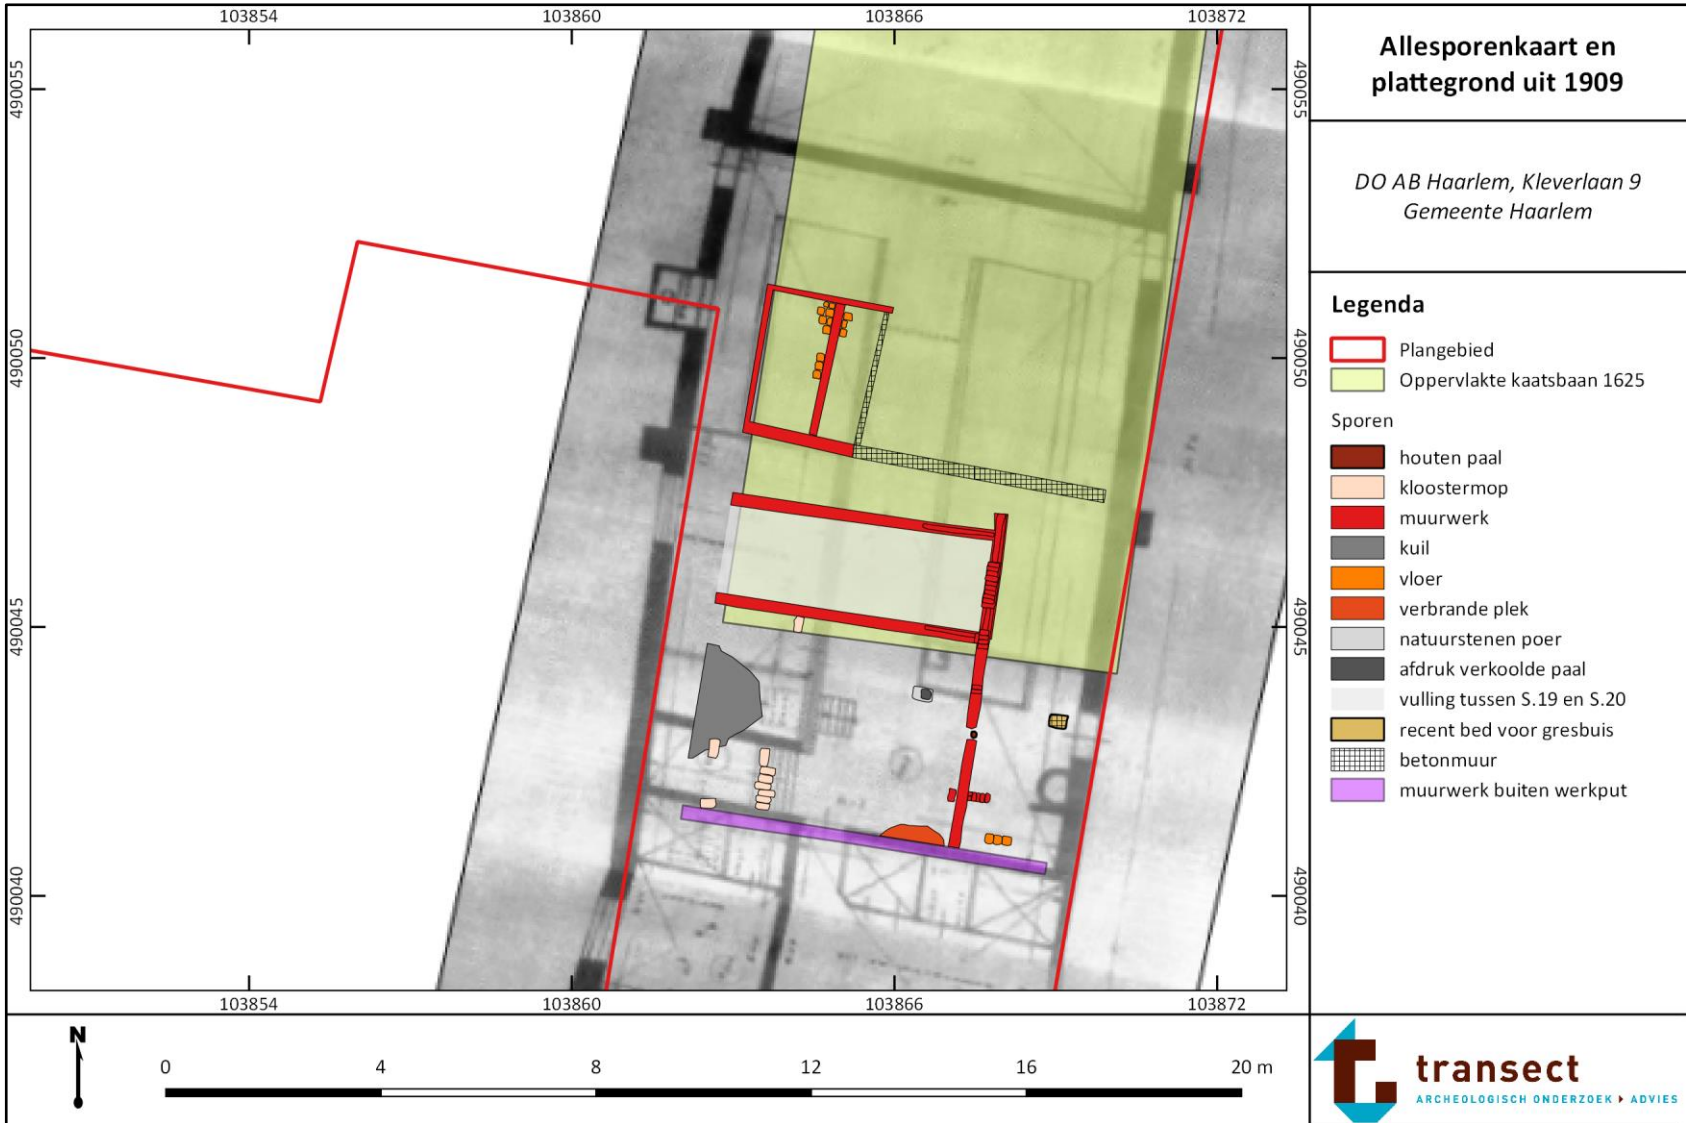 103854
103860
103866
103872
490055
490055
490050
490050
490045
490045
490040
490040
103854
103860
103866
103872
Allesporenkaart en
plattegrond uit 1909
DO AB Haarlem, Kleverlaan 9
Gemeente Haarlem
Legenda
Plangebied
Oppervlakte kaatsbaan 1625
Sporen
houten paal
kloostermop
muurwerk
kuil
vloer
verbrande plek
natuurstenen poer
afdruk verkoolde paal
vulling tussen S.19 en S.20
recent bed voor gresbuis
betonmuur
muurwerk buiten werkput
N
0 4 8 12 16 20 m
transect
ARCHEOLOGISCH ONDERZOEK ▸ ADVIES